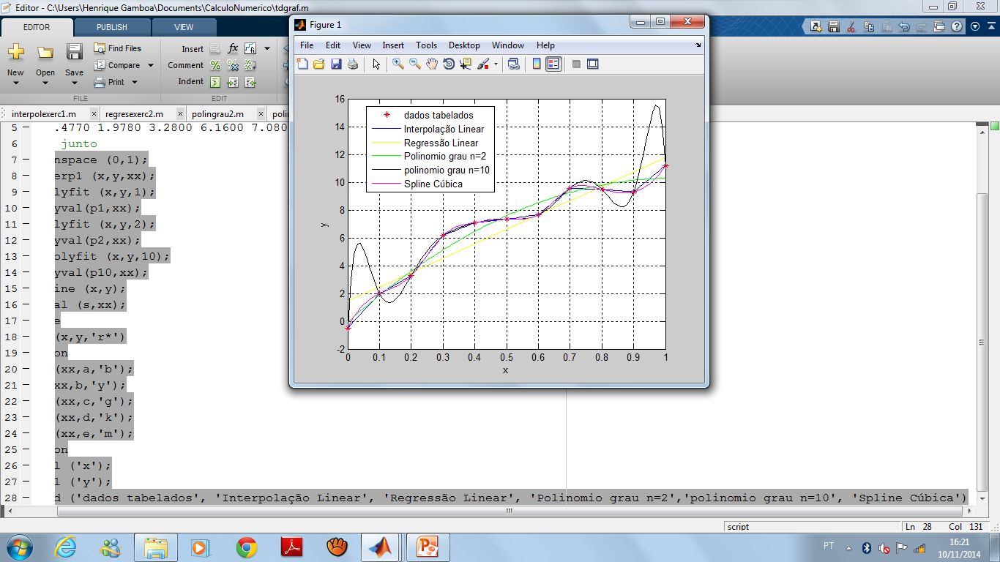 Editor - C:\Users\Henrique Gamboa\Documents\CalculoNumerico\tdgraf.m
EDITOR PUBLISH VIEW
New Open Save
Find Files
Compare
Print
FILE
Insert
Comment
Indent
EDIT
interpolexerc1.m regresexerc2.m polingrau2.m
5 .4770 1.9780 3.2800 6.1600 7.080
6 junto
7 nspace (0,1);
8 erp1 (x,y,xx);
9 lyfit (x,y,1);
10 yval(p1,xx);
11 lyfit (x,y,2);
12 yval(p2,xx);
13 olyfit (x,y,10);
14 yval(p10,xx);
15 ine (x,y);
16 al (s,xx);
17 e
18 (x,y,'r*')
19 on
20 (xx,a,'b');
21 xx,b,'y');
22 (xx,c,'g');
23 (xx,d,'k');
24 (xx,e,'m');
25 on
26 l ('x');
27 l ('y');
28 d ('dados tabelados', 'Interpolação Linear', 'Regressão Linear', 'Polinomio grau n=2','polinomio grau n=10', 'Spline Cúbica')
Figure 1
File Edit View Insert Tools Desktop Window Help
dados tabelados
Interpolação Linear
Regressão Linear
Polinomio grau n=2
polinomio grau n=10
Spline Cúbica
16
14
12
10
8
6
4
2
0
-2
y
0 0.1 0.2 0.3 0.4 0.5 0.6 0.7 0.8 0.9 1
x
script
Ln 28 Col 131
PT
16:21
10/11/2014